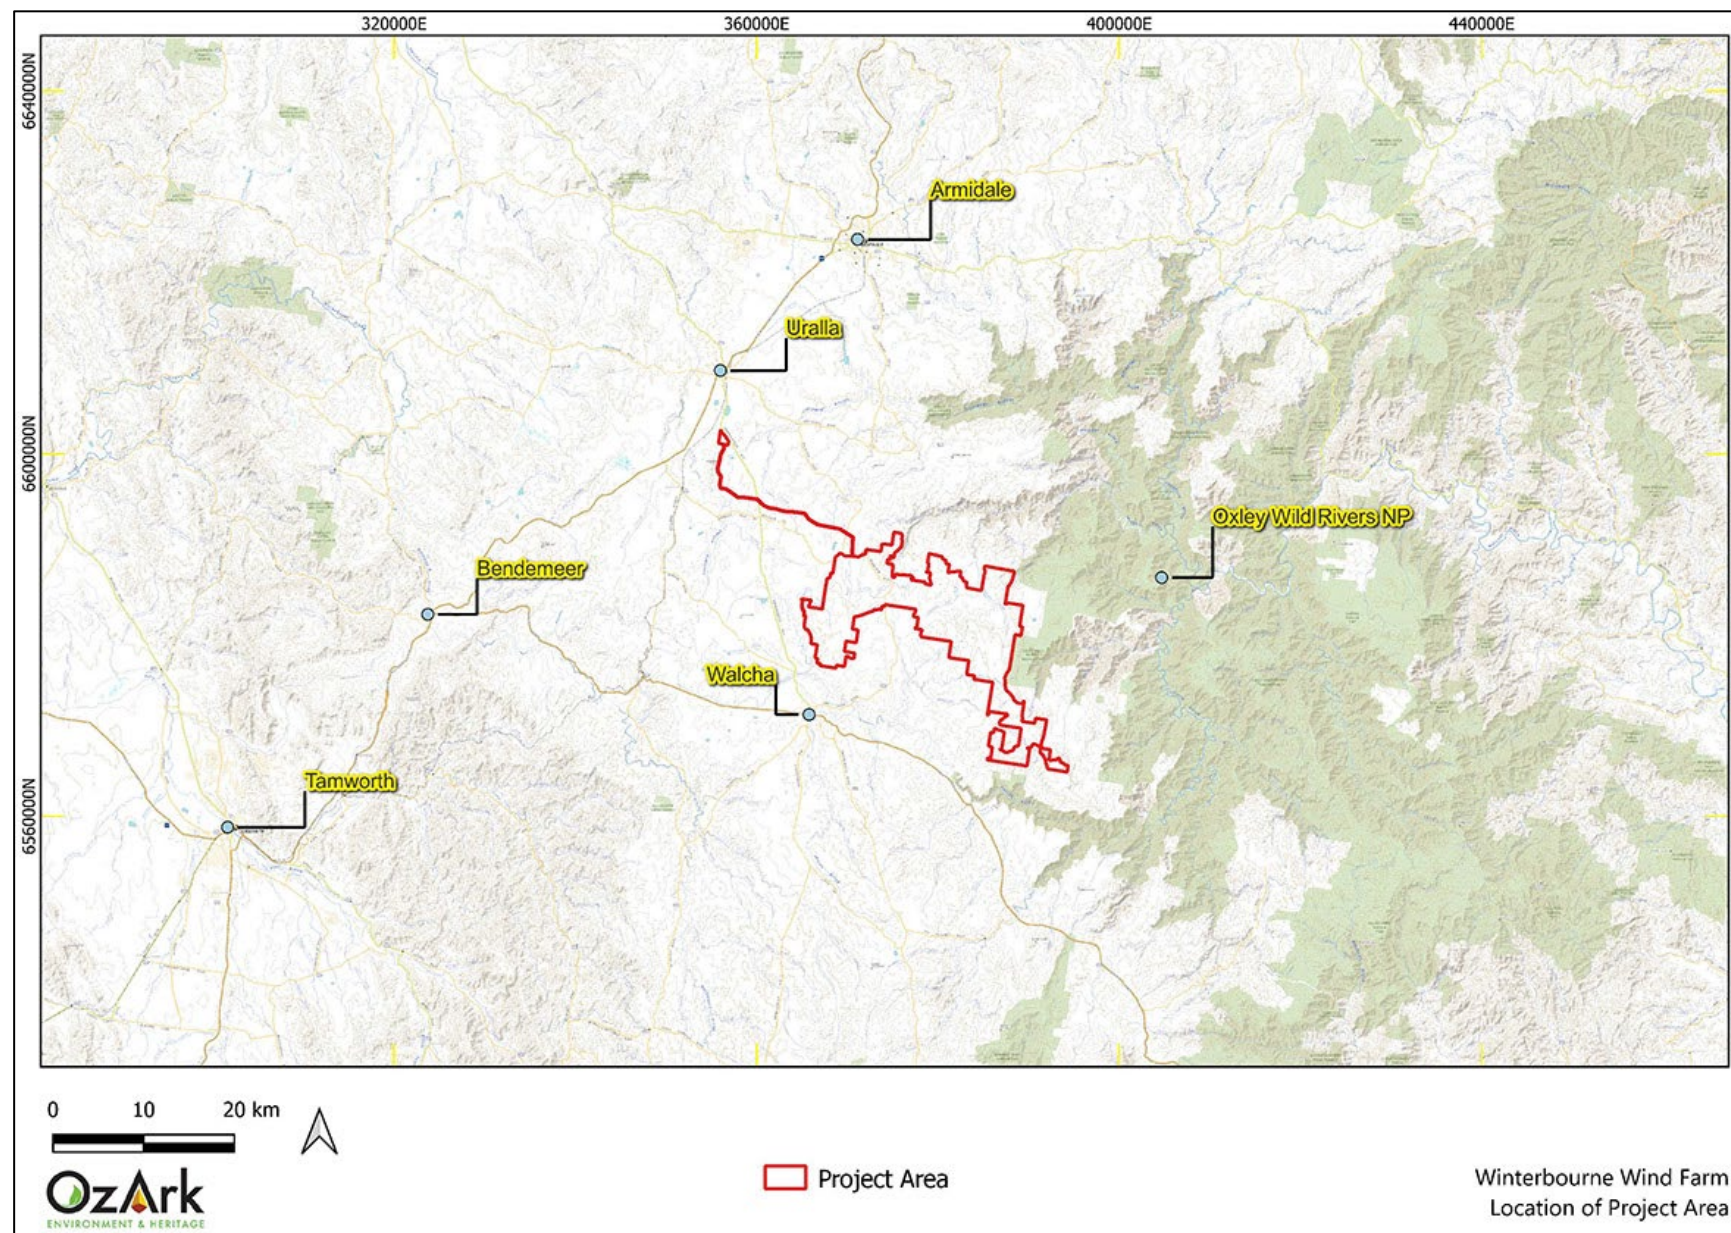 320000E
360000E
400000E
440000E
6640000N
6600000N
6560000N
Armidale
Uralla
Oxley Wild Rivers NP
Bendemeer
Walcha
Tamworth
0 10 20 km
OzArk
ENVIRONMENT & HERITAGE
Project Area
Winterbourne Wind Farm
Location of Project Area